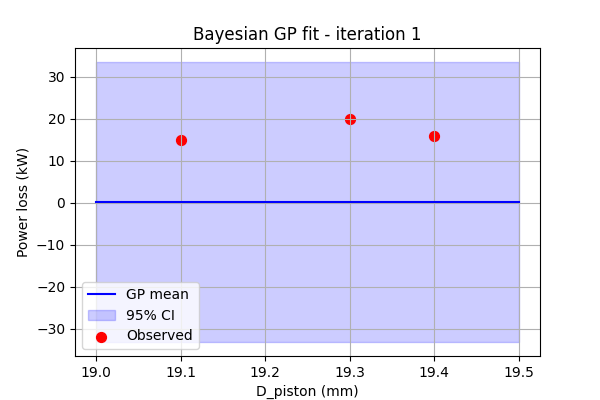 Bayesian GP fit - iteration 1
Power loss (kW)
30
20
10
0
−10
−20
−30
GP mean
95% CI
Observed
19.0 19.1 19.2 19.3 19.4 19.5
D_piston (mm)